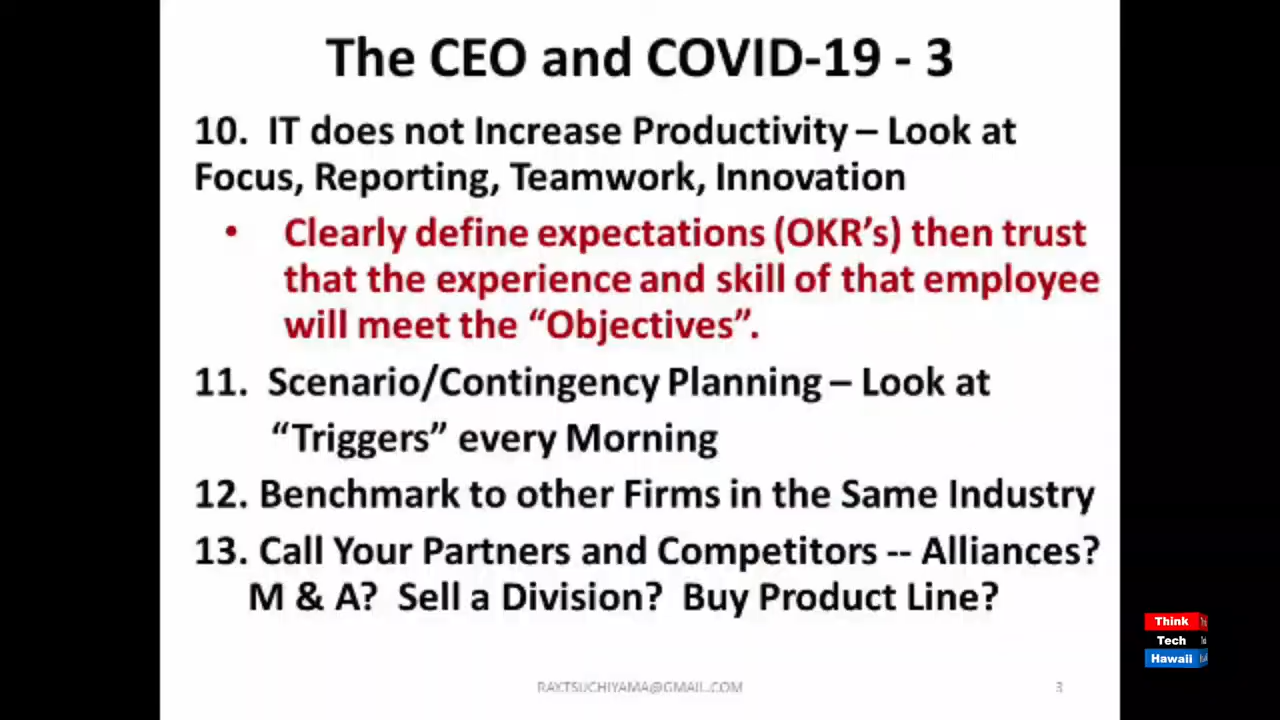 The CEO and COVID-19 - 3
10. IT does not Increase Productivity – Look at
Focus, Reporting, Teamwork, Innovation
• Clearly define expectations (OKR’s) then trust
that the experience and skill of that employee
will meet the “Objectives”.
11. Scenario/Contingency Planning – Look at
“Triggers” every Morning
12. Benchmark to other Firms in the Same Industry
13. Call Your Partners and Competitors -- Alliances?
M & A? Sell a Division? Buy Product Line?
RAXTSUCHIYAMA@GMAIL.COM
3
Think
Tech
Hawaii